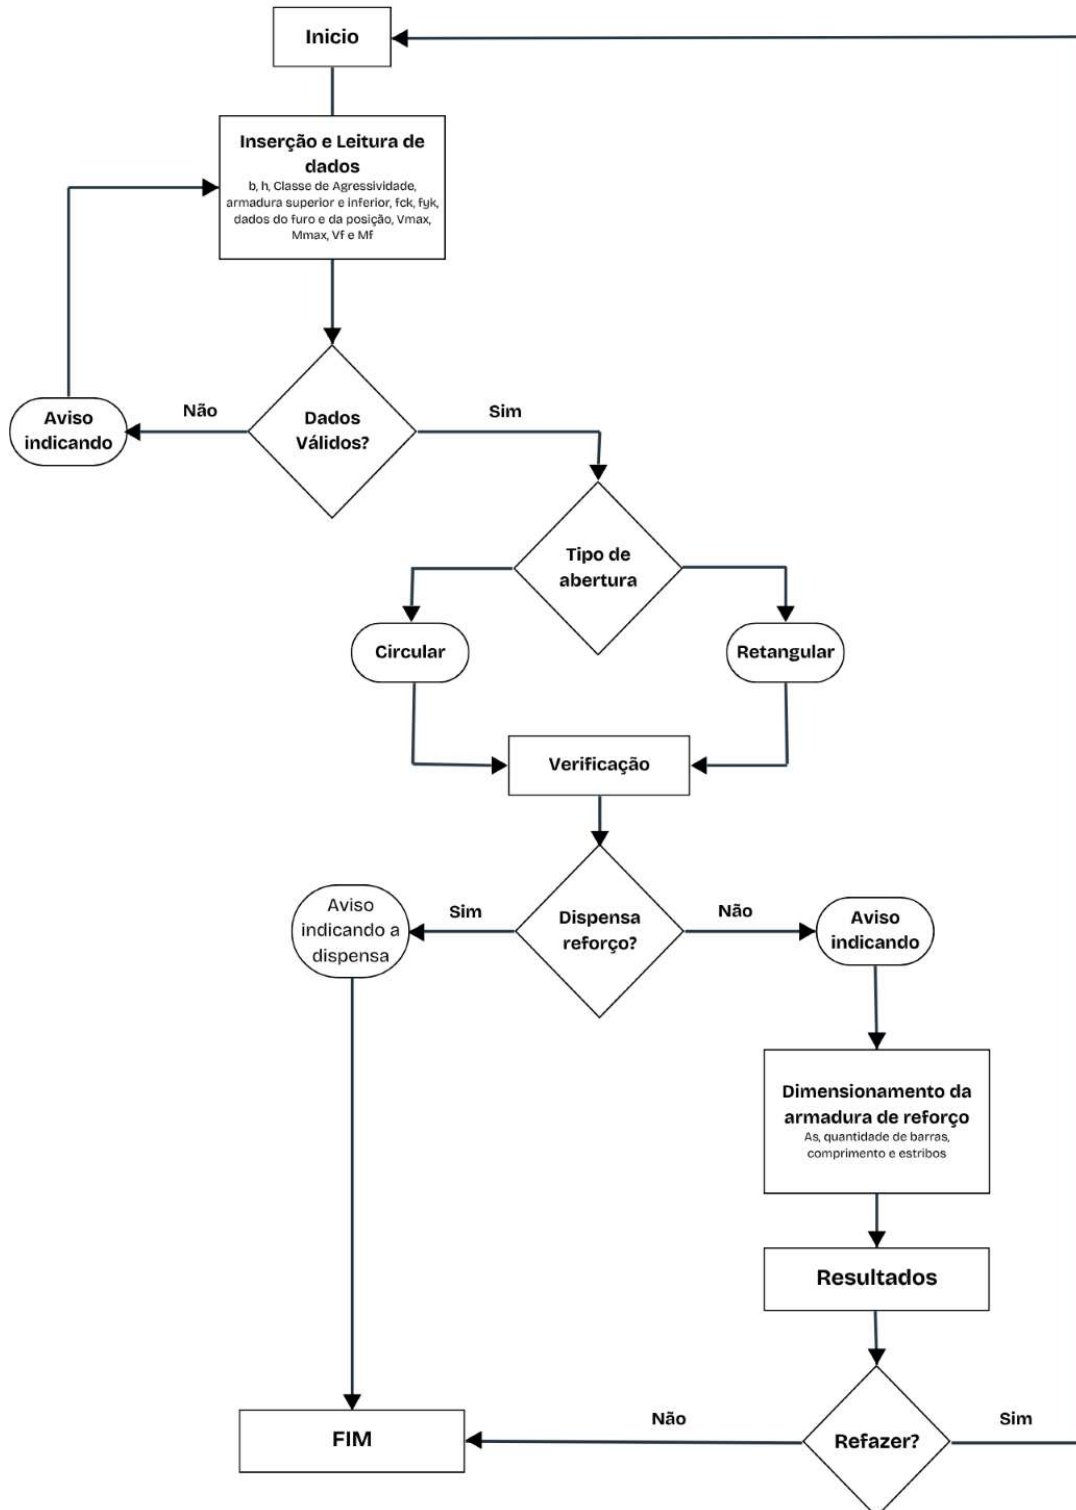 Inicio
Inserção e Leitura de
dados
b, h, Classe de Agressividade,
armadura superior e inferior, fck, fyk,
dados do furo e da posição, Vmax,
Mmax, Vf e Mf
Aviso
indicando
Não
Dados
Válidos?
Sim
Tipo de
abertura
Circular
Retangular
Verificação
Aviso
indicando a
dispensa
Sim
Dispensa
reforço?
Não
Aviso
indicando
Dimensionamento da
armadura de reforço
As, quantidade de barras,
comprimento e estribos
Resultados
FIM
Não
Refazer?
Sim